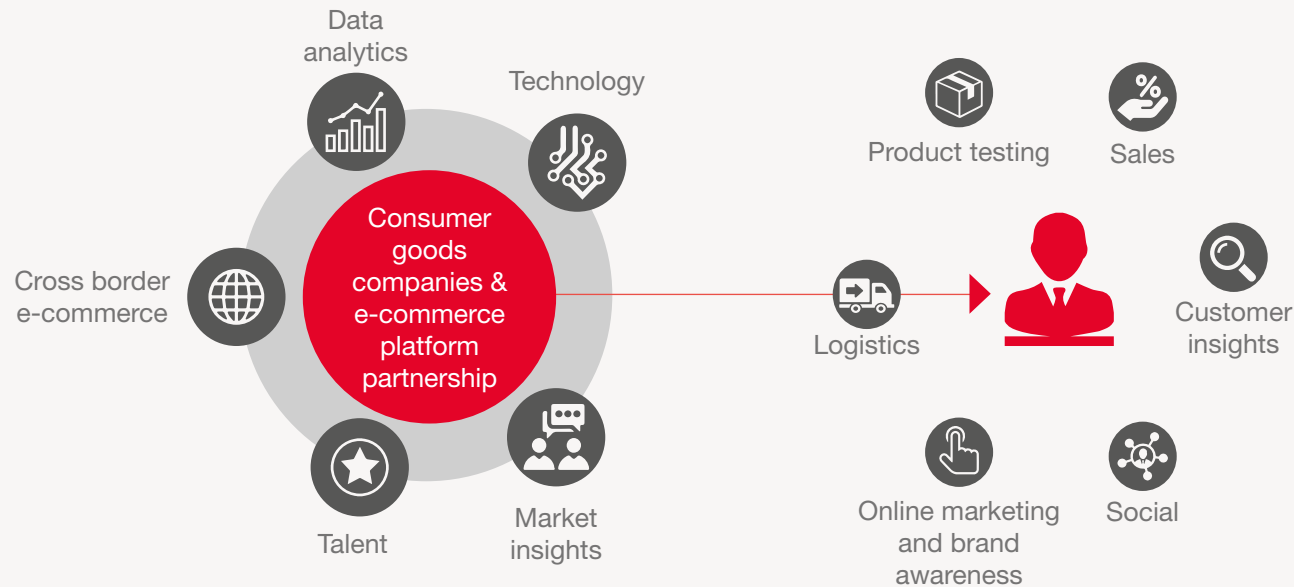 Data
analytics
Technology
Cross border
e-commerce
Consumer
goods
companies &
e-commerce
platform
partnership
Talent
Market
insights
Product testing
Sales
%
Logistics
Customer
insights
Online marketing
and brand
awareness
Social